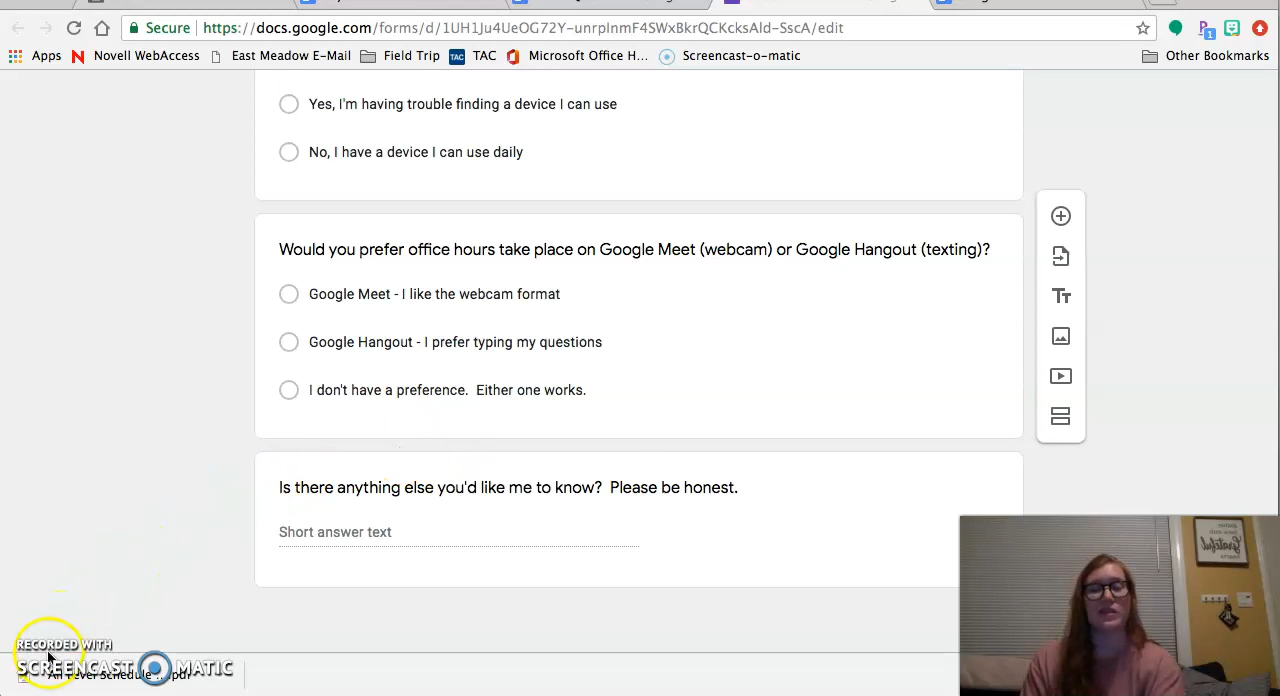 Secure https://docs.google.com/forms/d/1UH1Ju4UeOG72Y-unrpInmF4SWxBkrQCKcksAld-SscA/edit
Apps Novell WebAccess East Meadow E-Mail Field Trip TAC TAC Microsoft Office H... Screencast-o-matic Other Bookmarks
Yes, I'm having trouble finding a device I can use
No, I have a device I can use daily
Would you prefer office hours take place on Google Meet (webcam) or Google Hangout (texting)?
Google Meet - I like the webcam format
Google Hangout - I prefer typing my questions
I don't have a preference.  Either one works.
Is there anything else you'd like me to know?  Please be honest.
Short answer text
Grateful
RECORDED WITH
SCREENCAST MATIC